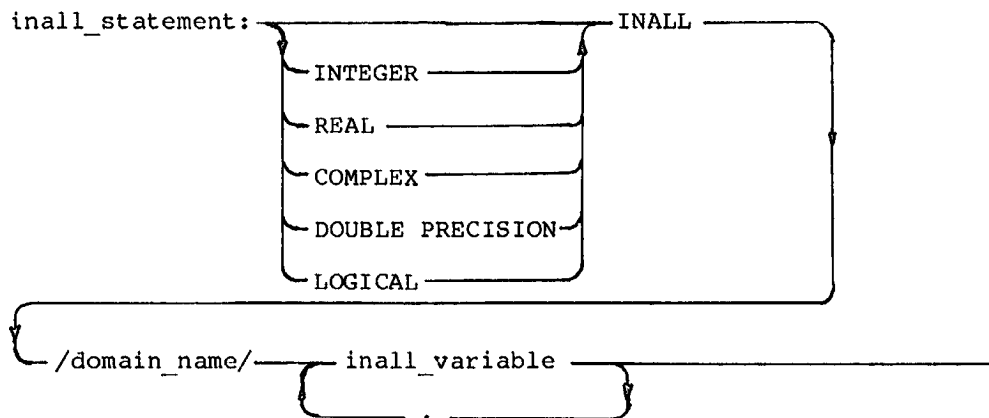 inall_statement: INALL
INTEGER
REAL
COMPLEX
DOUBLE PRECISION
LOGICAL
/domain_name/ inall_variable